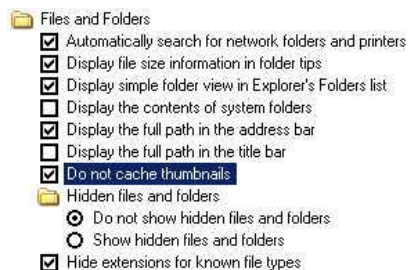 Files and Folders
Automatically search for network folders and printers
Display file size information in folder tips
Display simple folder view in Explorer's Folders list
Display the contents of system folders
Display the full path in the address bar
Display the full path in the title bar
Do not cache thumbnails
Hidden files and folders
Do not show hidden files and folders
Show hidden files and folders
Hide extensions for known file types